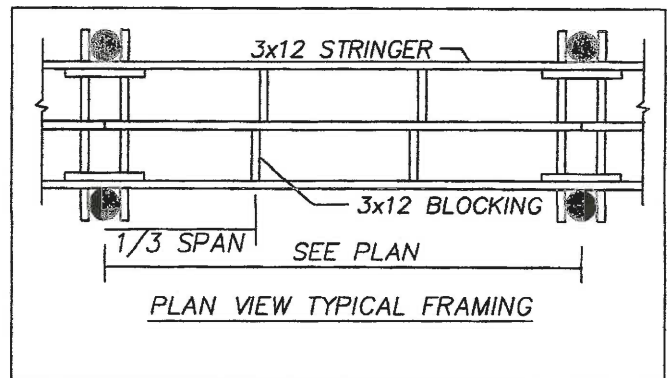 3x12 STRINGER
3x12 BLOCKING
1/3 SPAN
SEE PLAN
PLAN VIEW TYPICAL FRAMING